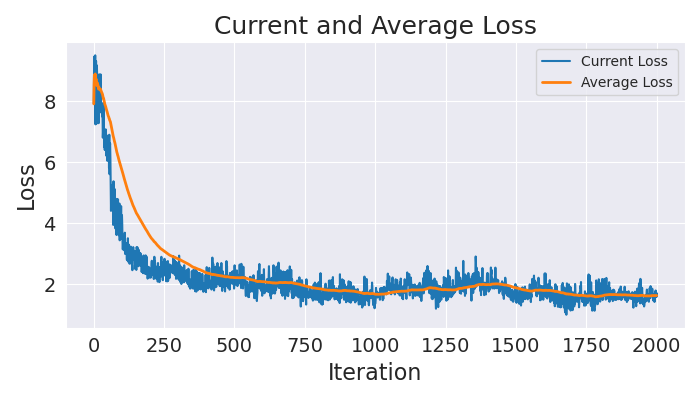 Current and Average Loss
Current Loss
Average Loss
Loss
8
6
4
2
0 250 500 750 1000 1250 1500 1750 2000
Iteration